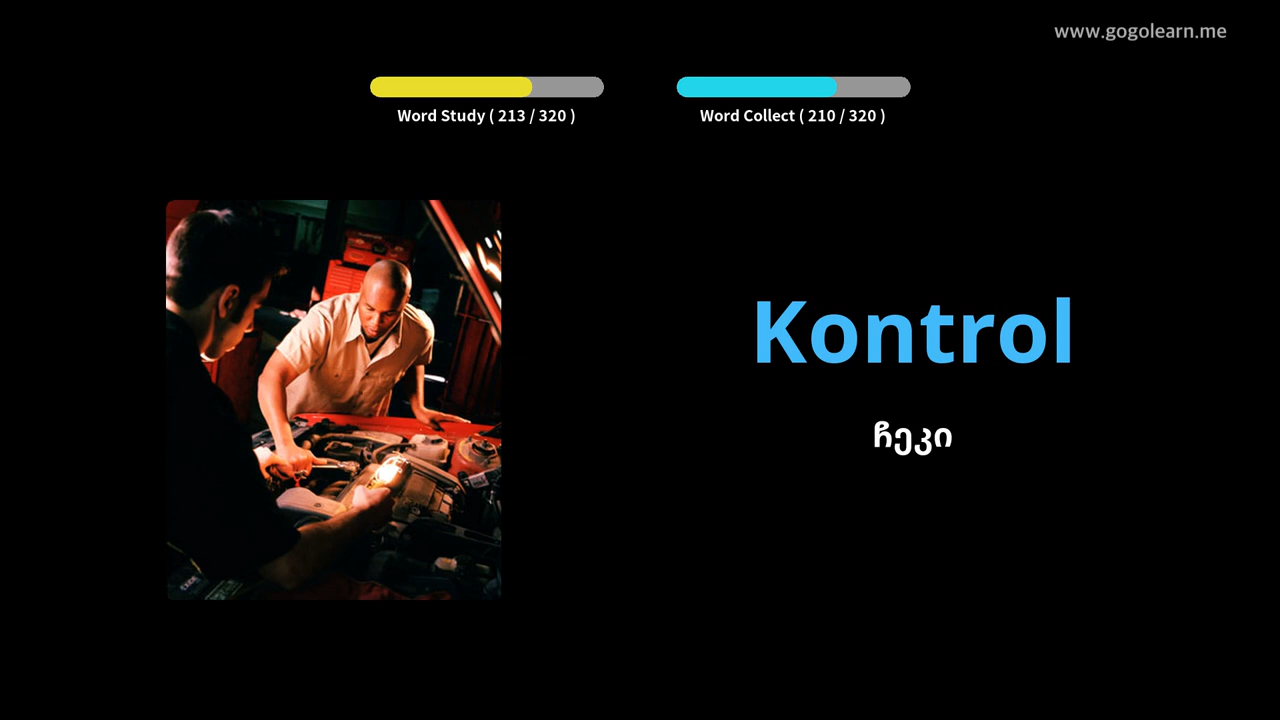 www.gogolearn.me
Word Study ( 213 / 320 )
Word Collect ( 210 / 320 )
Kontrol
ჩეკი